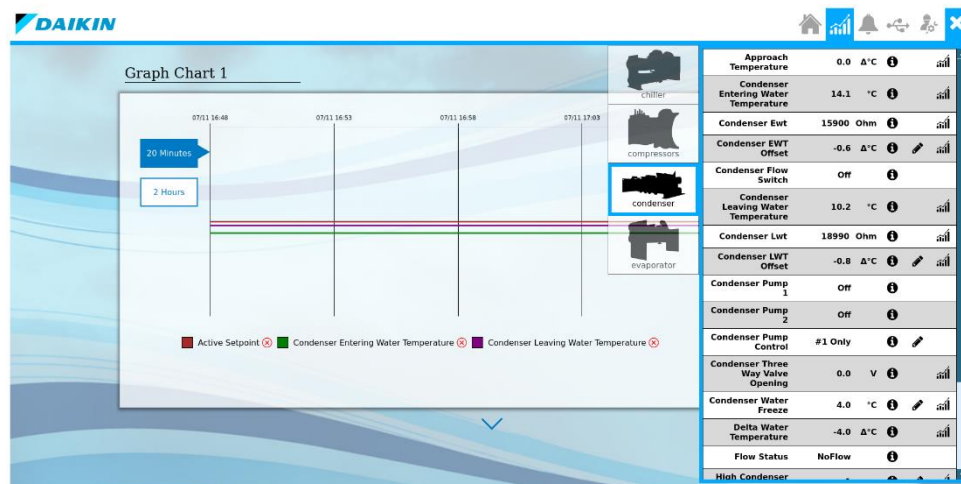 DAIKIN
Graph Chart 1
07/11 16:48
07/11 16:53
07/11 16:58
07/11 17:03
20 Minutes
2 Hours
Active Setpoint
Condenser Entering Water Temperature
Condenser Leaving Water Temperature
chiller
compressors
condenser
evaporator
Approach
Temperature
0.0 Δ°C
Condenser
Entering Water
Temperature
14.1 °C
Condenser Ewt
15900 Ohm
Condenser EWT
Offset
-0.6 Δ°C
Condenser Flow
Switch
Off
Condenser
Leaving Water
Temperature
10.2 °C
Condenser Lwt
18990 Ohm
Condenser LWT
Offset
-0.8 Δ°C
Condenser Pump
1
Off
Condenser Pump
2
Off
Condenser Pump
Control
#1 Only
Condenser Three
Way Valve
Opening
0.0 V
Condenser Water
Freeze
4.0 °C
Delta Water
Temperature
-4.0 Δ°C
Flow Status
NoFlow
High Condenser